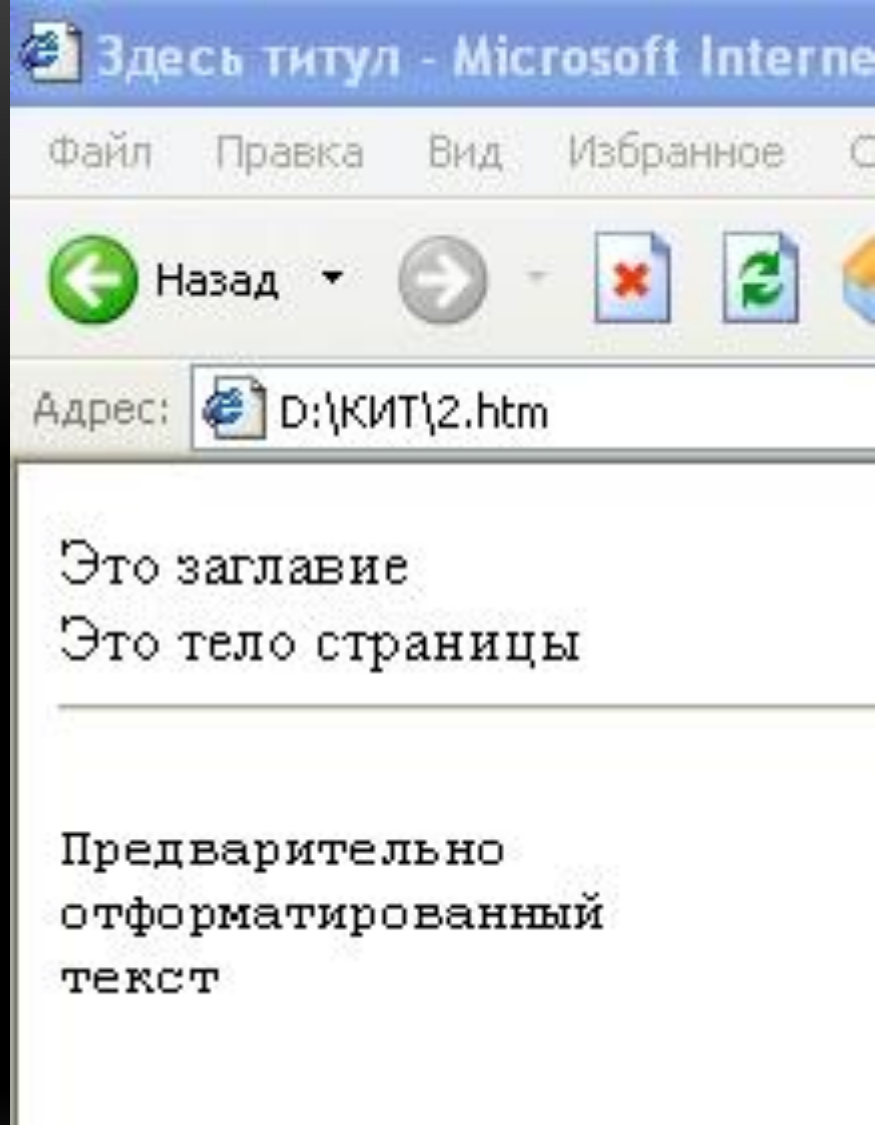 Здесь титул - Microsoft Interne
Файл Правка Вид Избранное С
Назад
Адрес: D:\КИТ\2.htm
Это заглавие
Это тело страницы
Предварительно
отформатированный
текст